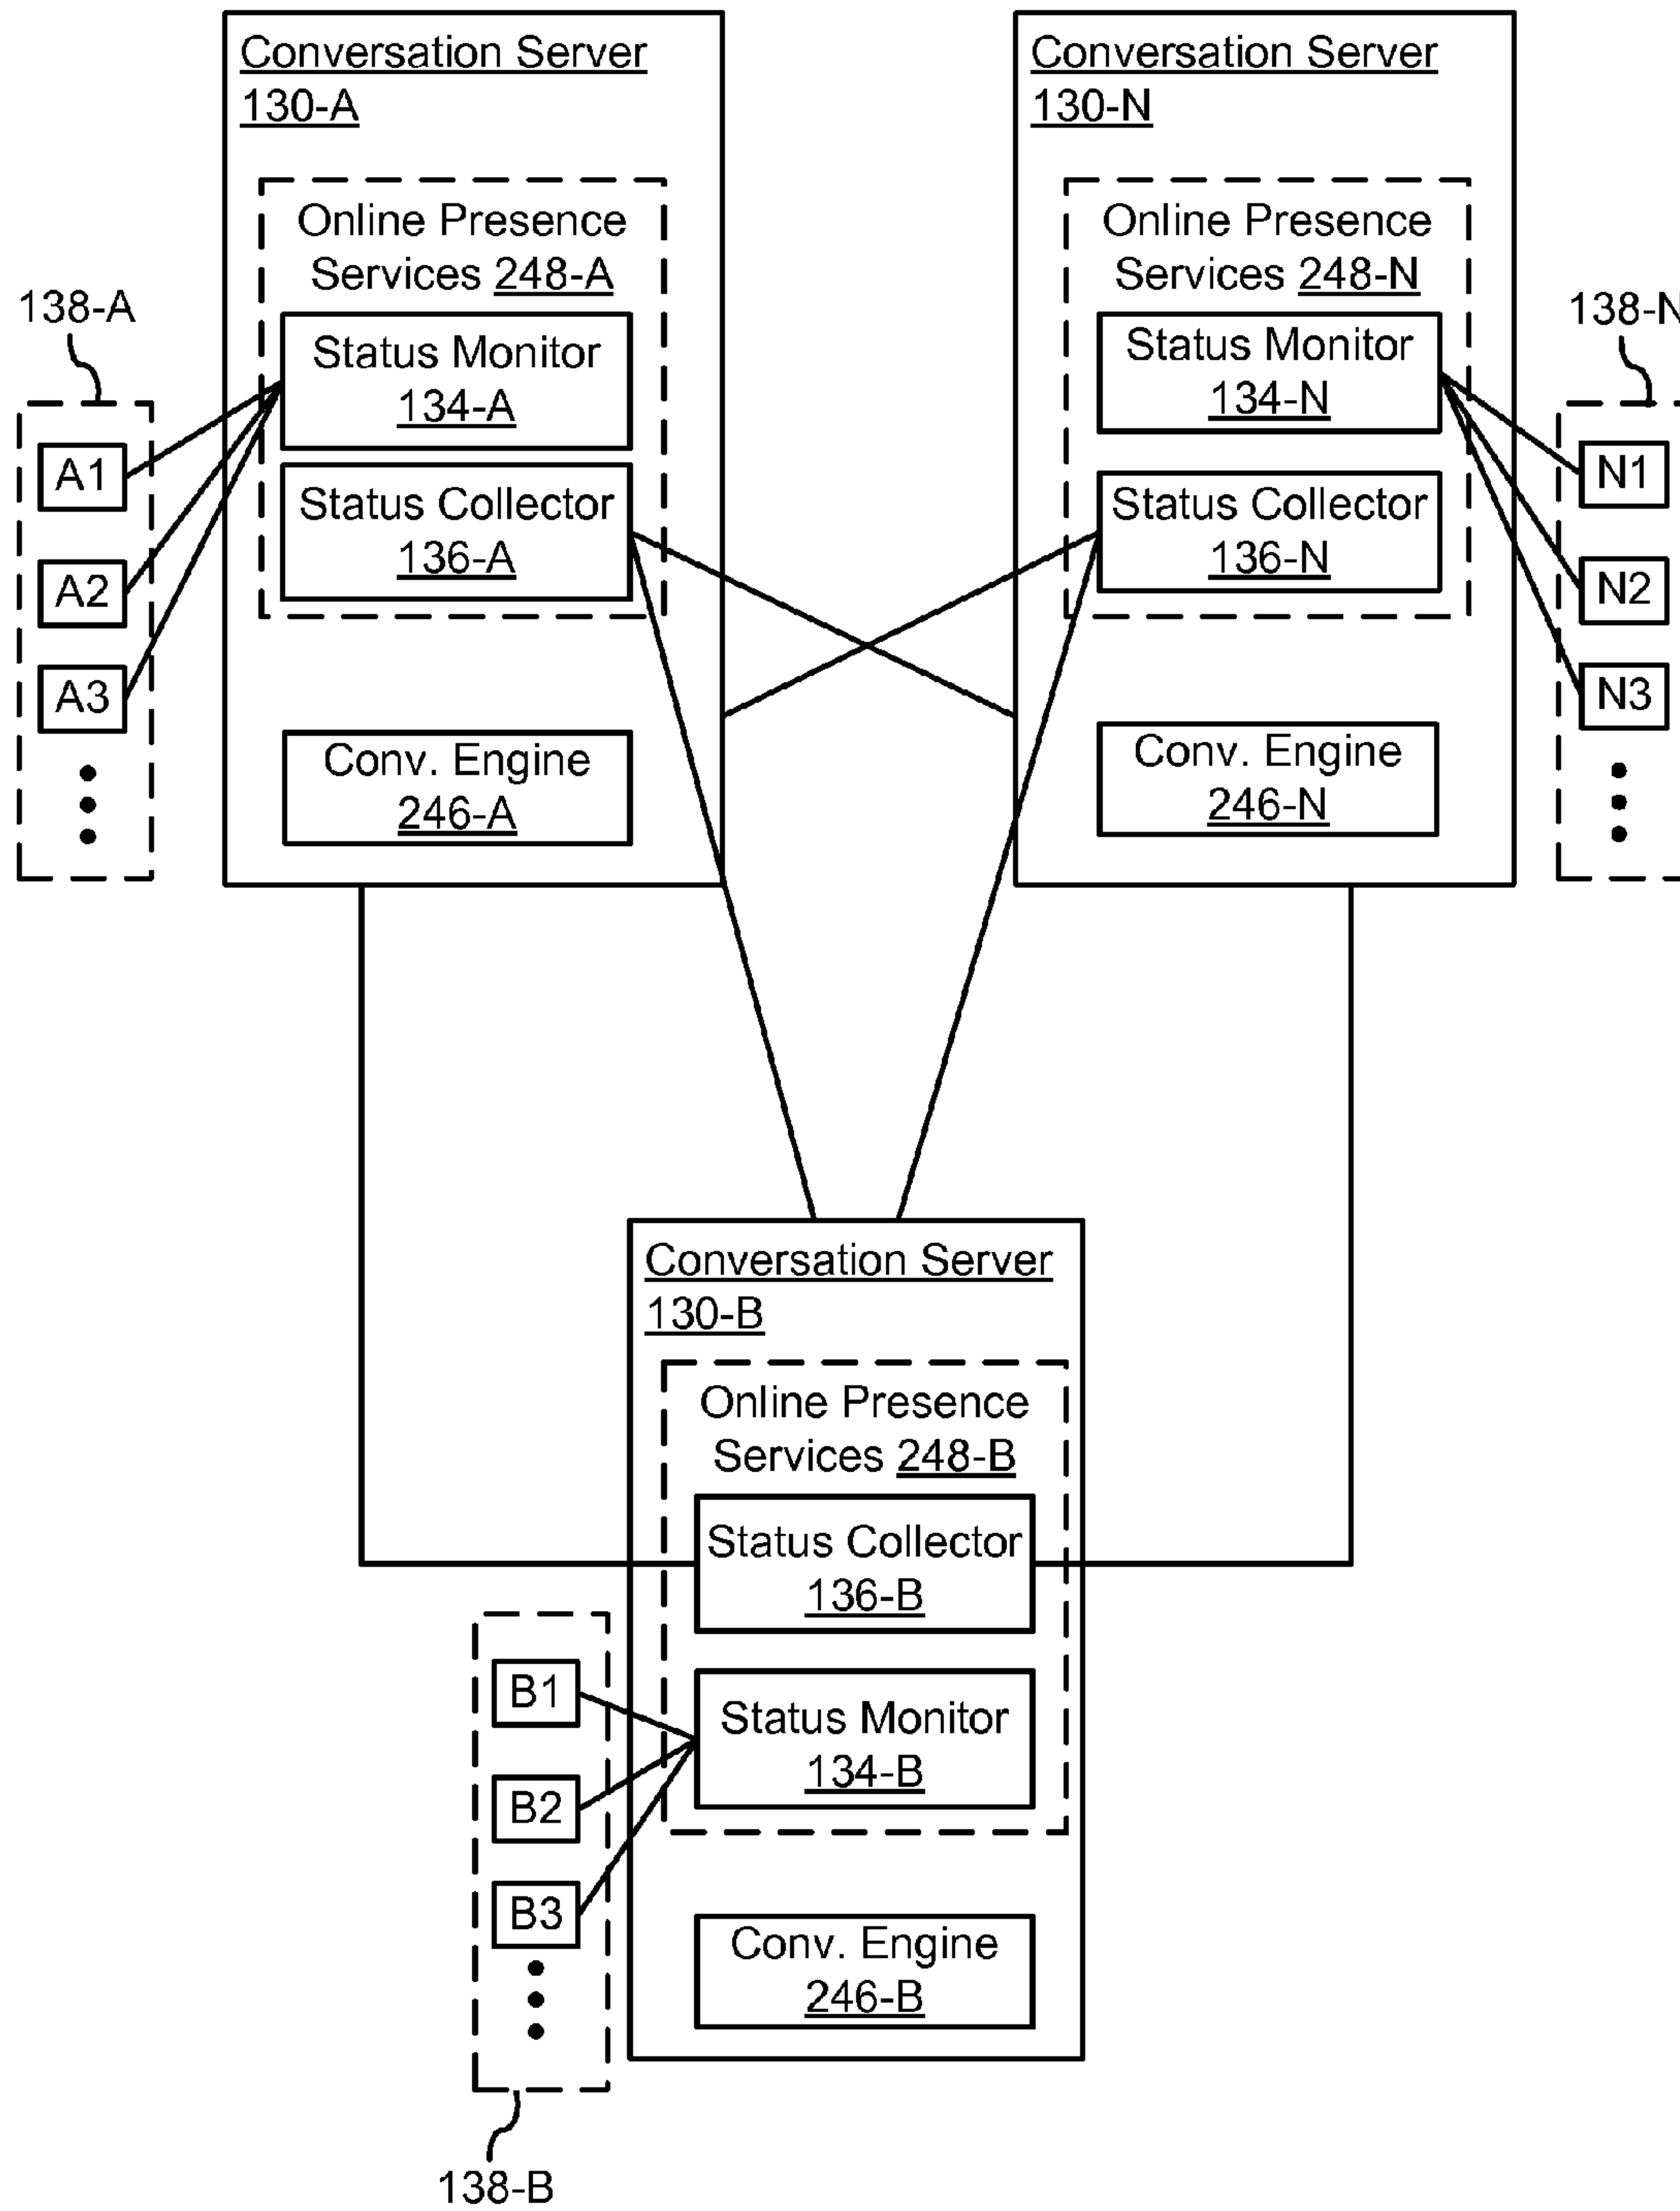 Conversation Server
130-A
Online Presence
Services 248-A
Status Monitor
134-A
Status Collector
136-A
Conv. Engine
246-A
138-A
A1
A2
A3
Conversation Server
130-N
Online Presence
Services 248-N
Status Monitor
134-N
Status Collector
136-N
Conv. Engine
246-N
138-N
N1
N2
N3
Conversation Server
130-B
Online Presence
Services 248-B
Status Collector
136-B
Status Monitor
134-B
Conv. Engine
246-B
B1
B2
B3
138-B